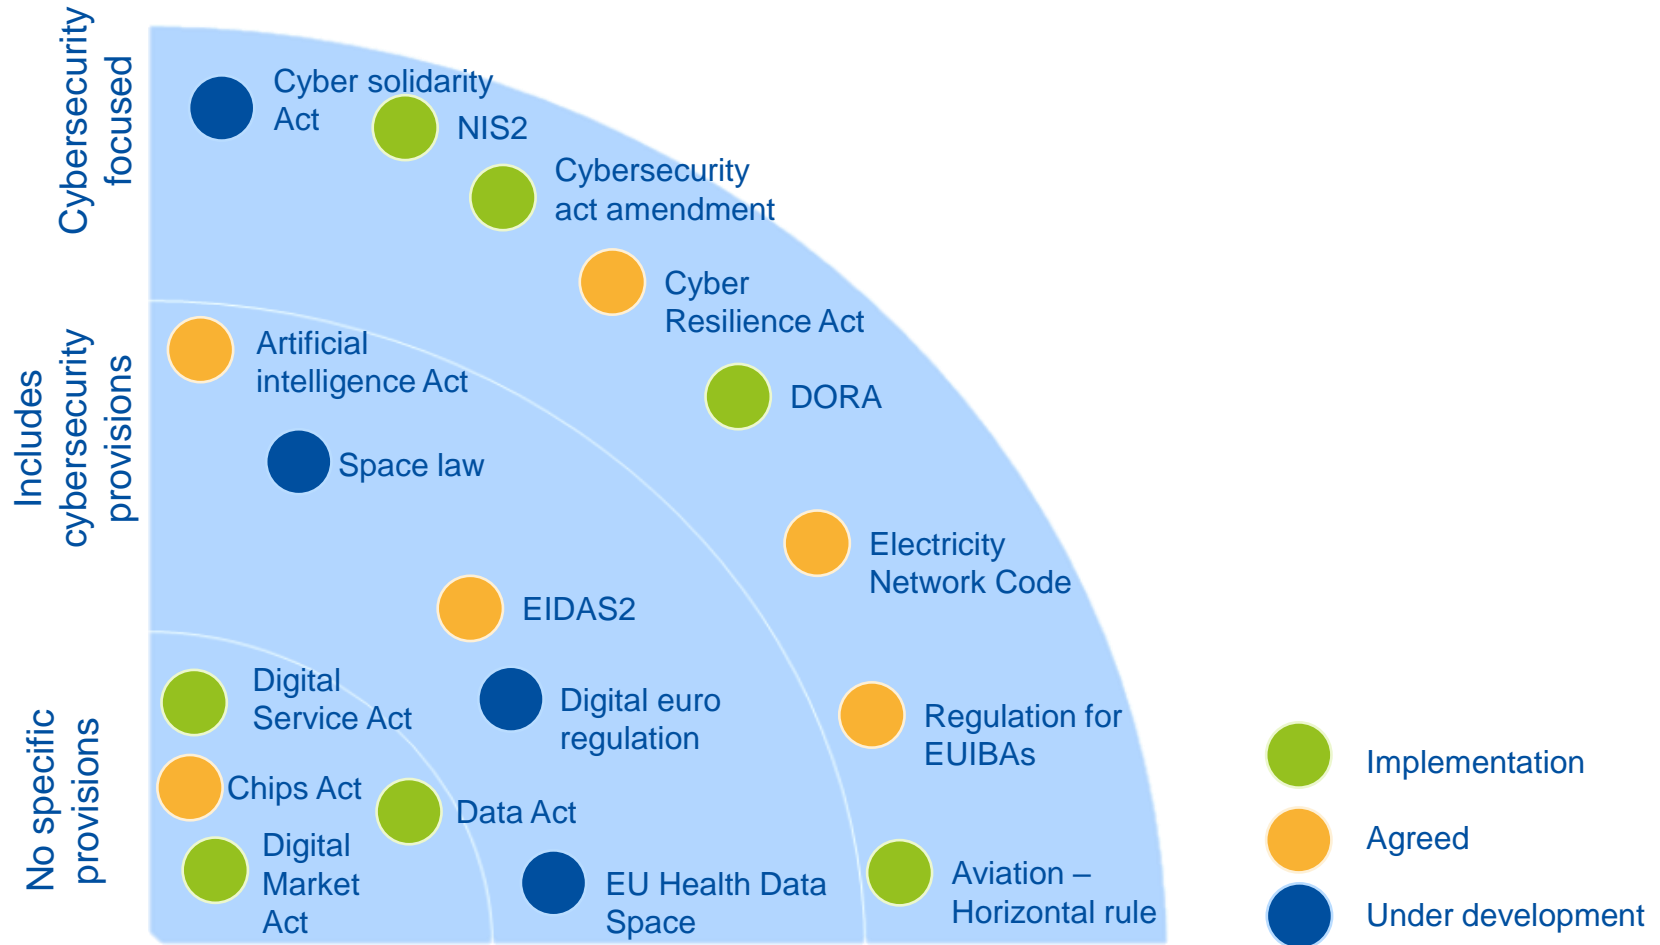 Cybersecurity
focused
Cyber solidarity
Act
NIS2
Cybersecurity
act amendment
Cyber
Resilience Act
DORA
Electricity
Network Code
Regulation for
EUIBAs
Aviation –
Horizontal rule
Includes
cybersecurity
provisions
Artificial
intelligence Act
Space law
EIDAS2
Digital euro
regulation
EU Health Data
Space
No specific
provisions
Digital
Service Act
Chips Act
Data Act
Digital
Market
Act
Implementation
Agreed
Under development